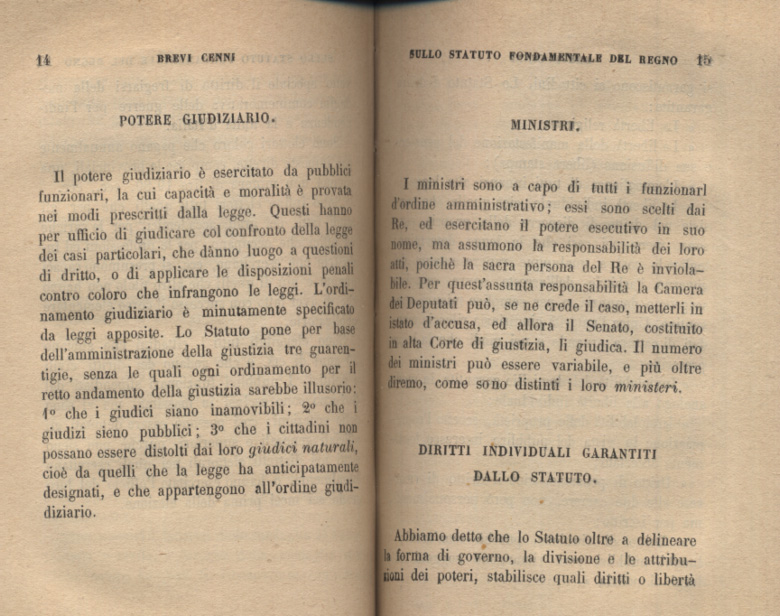 14 BREVI CENNI
POTERE GIUDIZIARIO.
Il potere giudiziario è esercitato da pubblici
funzionari, la cui capacità e moralità è provata
nei modi prescritti dalla legge. Questi hanno
per ufficio di giudicare col confronto della legge
dei casi particolari, che dànno luogo a questioni
di dritto, o di applicare le disposizioni penali
contro coloro che infrangono le leggi. L'ordi-
namento giudiziario è minutamente specificato
da leggi apposite. Lo Statuto pone per base
dell'amministrazione della giustizia tre guaren-
tigie, senza le quali ogni ordinamento per il
retto andamento della giustizia sarebbe illusorio:
1º che i giudici siano inamovibili; 2º che i
giudizi sieno pubblici; 3º che i cittadini non
possano essere distolti dai loro giudici naturali,
cioè da quelli che la legge ha anticipatamente
designati, e che appartengono all'ordine giudi-
diziario.
SULLO STATUTO FONDAMENTALE DEL REGNO 15
MINISTRI.
I ministri sono a capo di tutti i funzionari
d'ordine amministrativo; essi sono scelti dai
Re, ed esercitano il potere esecutivo in suo
nome, ma assumono la responsabilità dei loro
atti, poichè la sacra persona del Re è inviola-
bile. Per quest'assunta responsabilità la Camera
dei Deputati può, se ne crede il caso, metterli in
istato d'accusa, ed allora il Senato, costituito
in alta Corte di giustizia, li giudica. Il numero
dei ministri può essere variabile, e più oltre
diremo, come sono distinti i loro ministeri.
DIRITTI INDIVIDUALI GARANTITI
DALLO STATUTO.
Abbiamo detto che lo Statuto oltre a delineare
la forma di governo, la divisione e le attribu-
zioni dei poteri, stabilisce quali diritti o libertà